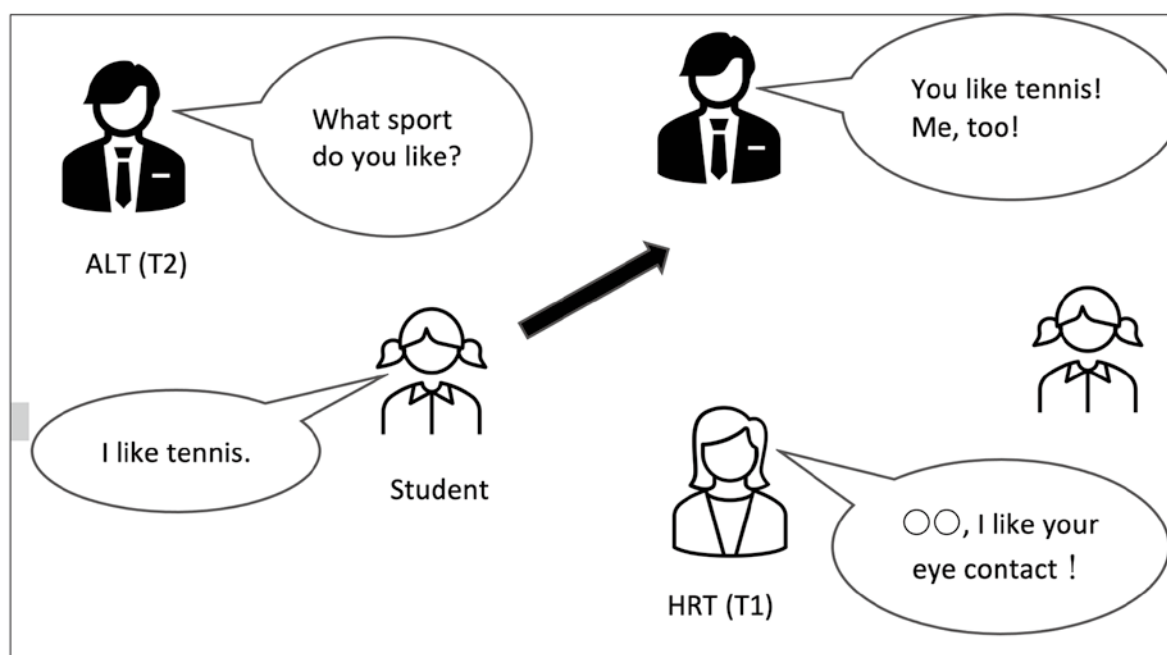 What sport
do you like?
ALT (T2)
I like tennis.
Student
You like tennis!
Me, too!
○○, I like your
eye contact！
HRT (T1)